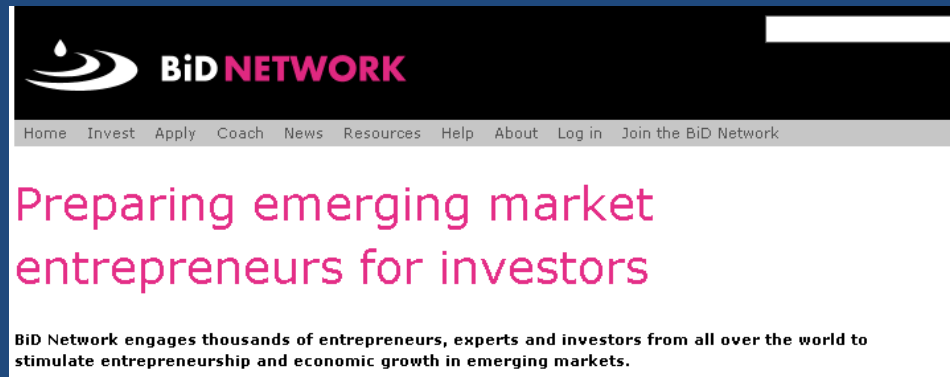 BiD NETWORK
Home Invest Apply Coach News Resources Help About Log in Join the BiD Network
Preparing emerging market
entrepreneurs for investors
BiD Network engages thousands of entrepreneurs, experts and investors from all over the world to
stimulate entrepreneurship and economic growth in emerging markets.